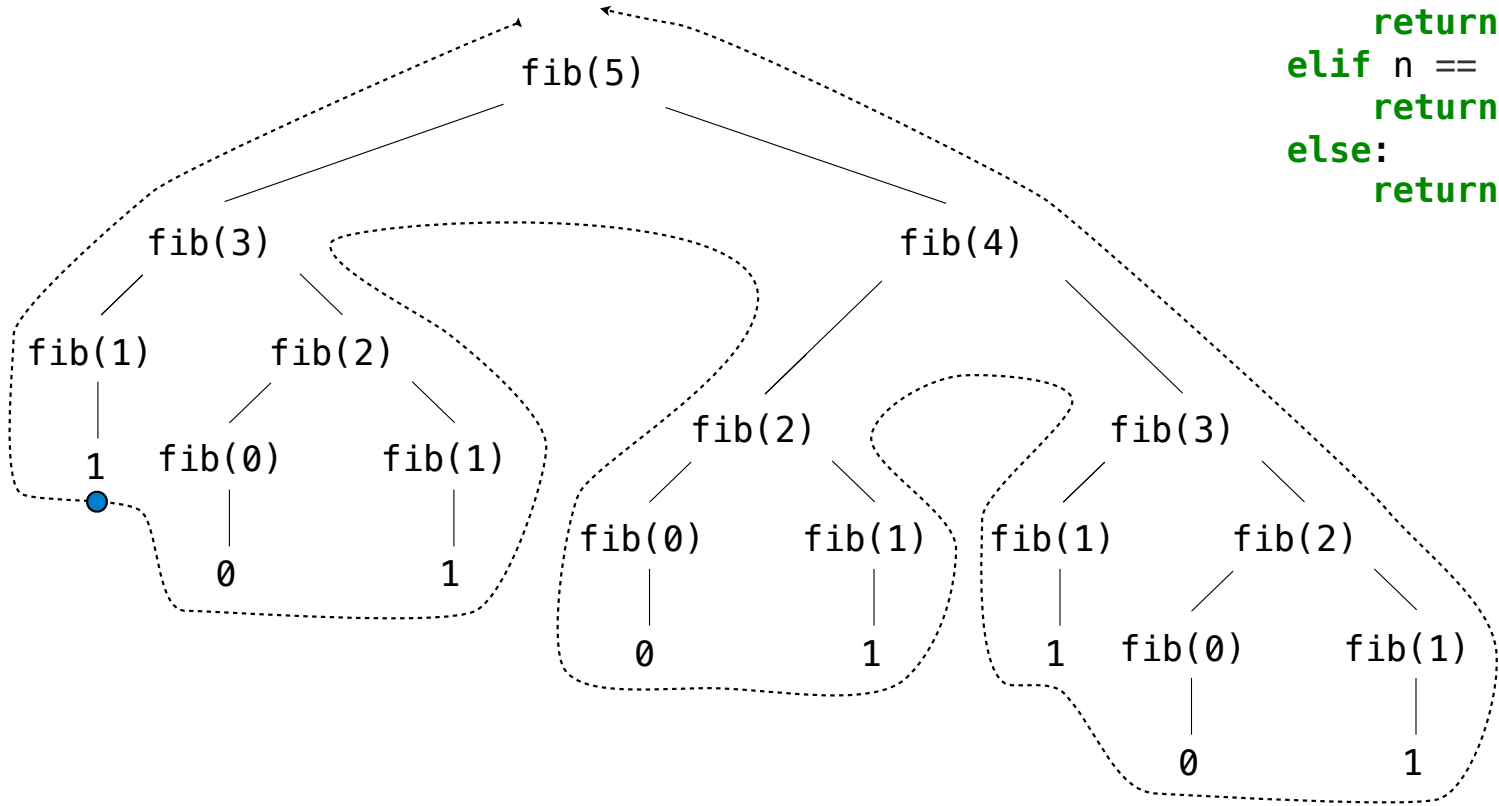 return
elif n ==
return
else:
return
fib(5)
fib(3) fib(4)
fib(1) fib(2)
fib(2) fib(3)
1 fib(0) fib(1)
fib(0) fib(1) fib(1) fib(2)
0 1
0 1 1 fib(0) fib(1)
0 1